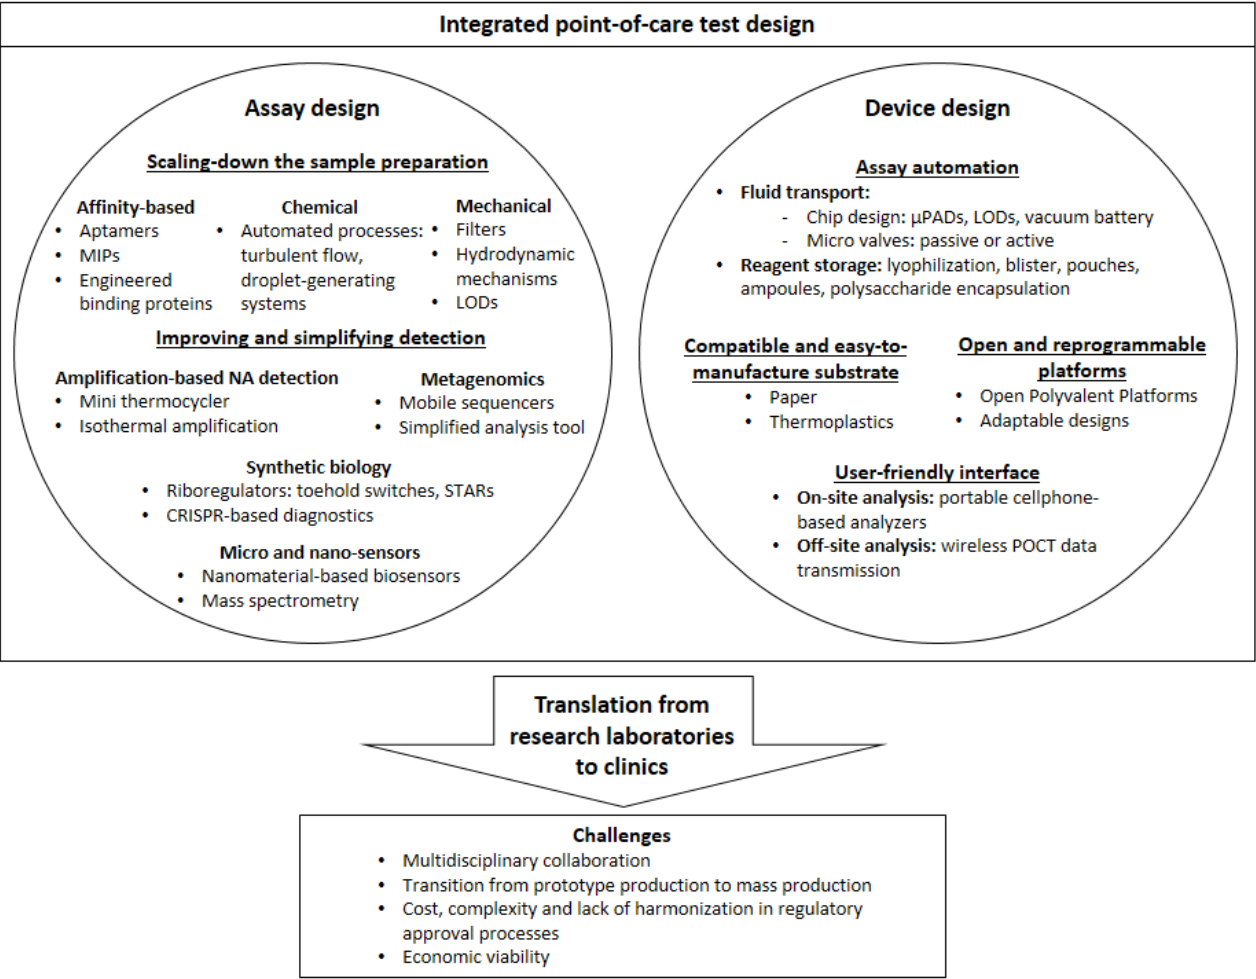 Integrated point-of-care test design
Assay design
Scaling-down the sample preparation
Affinity-based
• Aptamers
• MIPs
• Engineered
binding proteins
Chemical
• Automated processes:
turbulent flow,
droplet-generating
systems
Mechanical
• Filters
• Hydrodynamic
mechanisms
• LODs
Improving and simplifying detection
Amplification-based NA detection
• Mini thermocycler
• Isothermal amplification
Metagenomics
• Mobile sequencers
• Simplified analysis tool
Synthetic biology
• Riboregulators: toehold switches, STARs
• CRISPR-based diagnostics
Micro and nano-sensors
• Nanomaterial-based biosensors
• Mass spectrometry
Device design
Assay automation
• Fluid transport:
- Chip design: µPADs, LODs, vacuum battery
- Micro valves: passive or active
• Reagent storage: lyophilization, blister, pouches,
ampoules, polysaccharide encapsulation
Compatible and easy-to-
manufacture substrate
• Paper
• Thermoplastics
Open and reprogrammable
platforms
• Open Polyvalent Platforms
• Adaptable designs
User-friendly interface
• On-site analysis: portable cellphone-
based analyzers
• Off-site analysis: wireless POCT data
transmission
Translation from
research laboratories
to clinics
Challenges
• Multidisciplinary collaboration
• Transition from prototype production to mass production
• Cost, complexity and lack of harmonization in regulatory
approval processes
• Economic viability